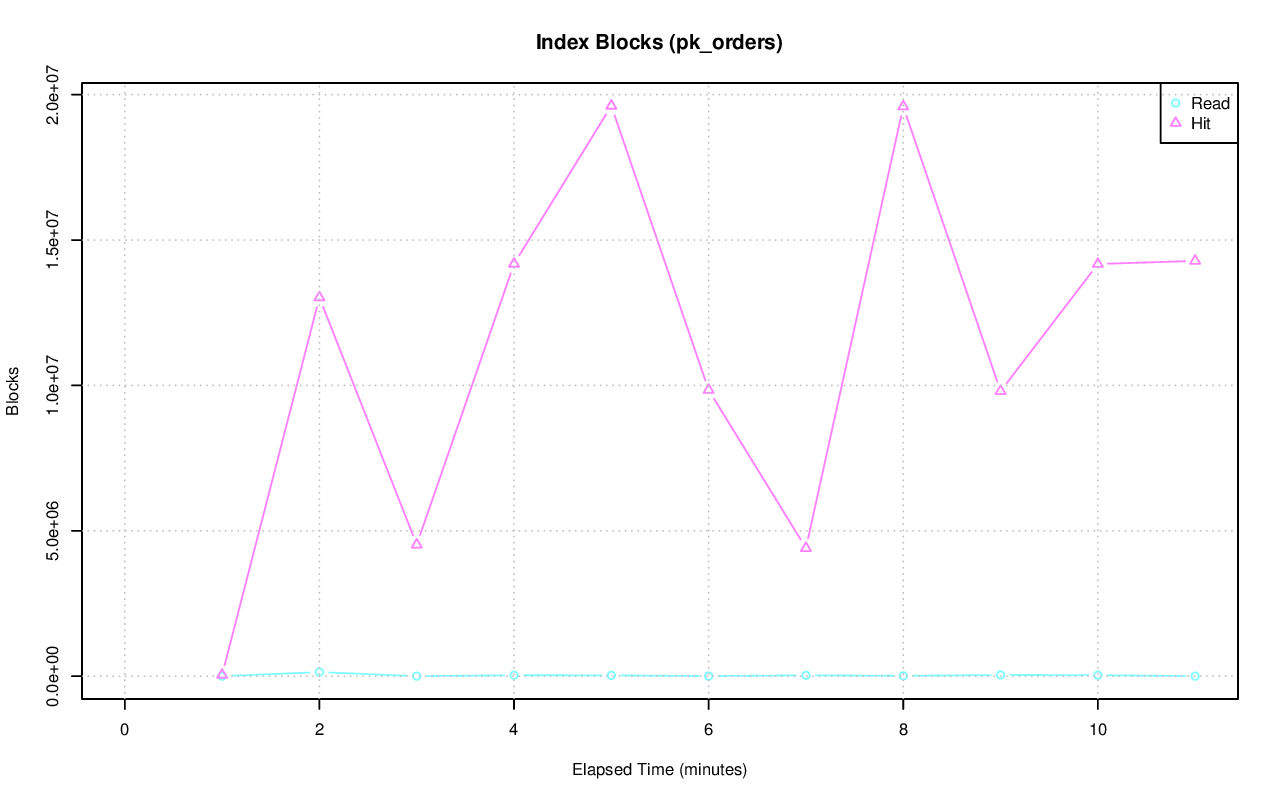 Index Blocks (pk_orders)
Read
Hit
Blocks
2.0e+07
1.5e+07
1.0e+07
5.0e+06
0.0e+00
0 2 4 6 8 10
Elapsed Time (minutes)